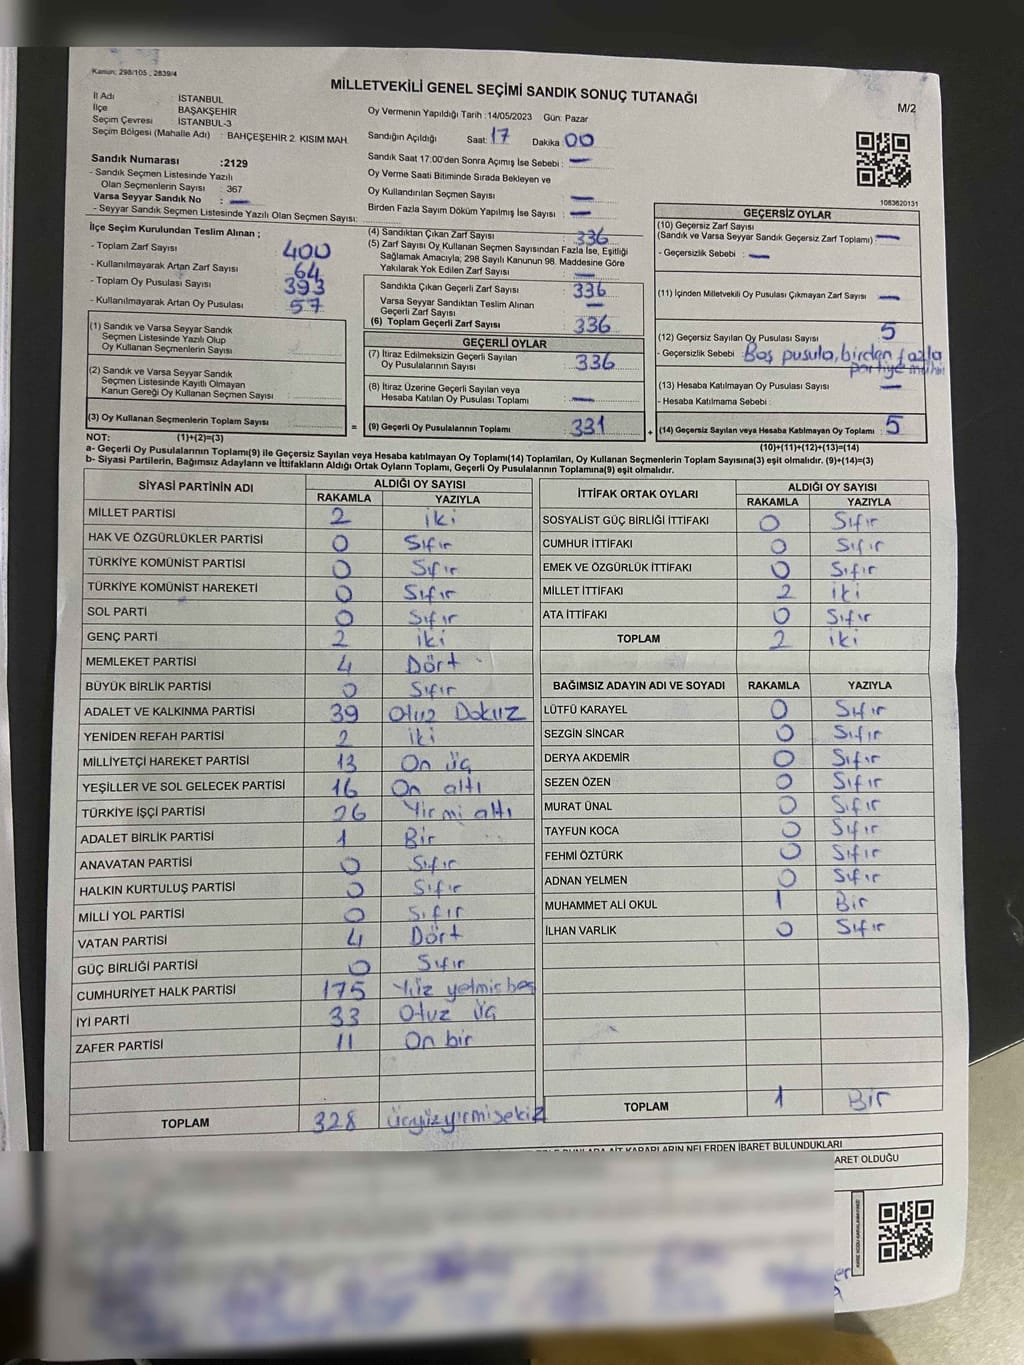 Kanun; 298/105 , 2839/4
MİLLETVEKİLİ GENEL SEÇİMİ SANDIK SONUÇ TUTANAĞI
M/2
İl Adı İSTANBUL
İlçe BAŞAKŞEHİR
Seçim Çevresi İSTANBUL-3
Seçim Bölgesi (Mahalle Adı) : BAHÇEŞEHİR 2. KISIM MAH.
Sandık Numarası :2129
- Sandık Seçmen Listesinde Yazılı
Olan Seçmenlerin Sayısı : 367
Varsa Seyyar Sandık No : —
- Seyyar Sandık Seçmen Listesinde Yazılı Olan Seçmen Sayısı:
Oy Vermenin Yapıldığı Tarih :14/05/2023 Gün: Pazar
Sandığın Açıldığı Saat: 17 Dakika: 00
Sandık Saat 17:00'den Sonra Açımış İse Sebebi : —
Oy Verme Saati Bitiminde Sırada Bekleyen ve
Oy Kullandırılan Seçmen Sayısı —
Birden Fazla Sayım Döküm Yapılmış İse Sayısı : —
1083620131
İlçe Seçim Kurulundan Teslim Alınan ;
- Toplam Zarf Sayısı 400
- Kullanılmayarak Artan Zarf Sayısı 64
- Toplam Oy Pusulası Sayısı 393
- Kullanılmayarak Artan Oy Pusulası 57
(1) Sandık ve Varsa Seyyar Sandık
Seçmen Listesinde Yazılı Olup
Oy Kullanan Seçmenlerin Sayısı
(2) Sandık ve Varsa Seyyar Sandık
Seçmen Listesinde Kayıtlı Olmayan
Kanun Gereği Oy Kullanan Seçmen Sayısı
(3) Oy Kullanan Seçmenlerin Toplam Sayısı =
(4) Sandıktan Çıkan Zarf Sayısı : 336
(5) Zarf Sayısı Oy Kullanan Seçmen Sayısından Fazla İse, Eşitliği
Sağlamak Amacıyla; 298 Sayılı Kanunun 98. Maddesine Göre
Yakılarak Yok Edilen Zarf Sayısı : —
Sandıkta Çıkan Geçerli Zarf Sayısı 336
Varsa Seyyar Sandıktan Teslim Alınan
Geçerli Zarf Sayısı —
(6) Toplam Geçerli Zarf Sayısı : 336
GEÇERLİ OYLAR
(7) İtiraz Edilmeksizin Geçerli Sayılan
Oy Pusulalarının Sayısı : 336
(8) İtiraz Üzerine Geçerli Sayılan veya
Hesaba Katılan Oy Pusulası Toplamı : —
(9) Geçerli Oy Pusulalarının Toplamı : 331 +
GEÇERSİZ OYLAR
(10) Geçersiz Zarf Sayısı
(Sandık ve Varsa Seyyar Sandık Geçersiz Zarf Toplamı) : —
- Geçersizlik Sebebi : —
(11) İçinden Milletvekili Oy Pusulası Çıkmayan Zarf Sayısı —
(12) Geçersiz Sayılan Oy Pusulası Sayısı 5
- Geçersizlik Sebebi Boş pusula, birden fazla
partiye mühür
(13) Hesaba Katılmayan Oy Pusulası Sayısı —
- Hesaba Katılmama Sebebi :
(14) Geçersiz Sayılan veya Hesaba Katılmayan Oy Toplamı : 5
NOT: (1)+(2)=(3) (10)+(11)+(12)+(13)=(14)
a- Geçerli Oy Pusulalarının Toplamı(9) ile Geçersiz Sayılan veya Hesaba katılmayan Oy Toplamı(14) Toplamları, Oy Kullanan Seçmenlerin Toplam Sayısına(3) eşit olmalıdır. (9)+(14)=(3)
b- Siyasi Partilerin, Bağımsız Adayların ve İttifakların Aldığı Ortak Oyların Toplamı, Geçerli Oy Pusulalarının Toplamına(9) eşit olmalıdır.
SİYASİ PARTİNİN ADI ALDIĞI OY SAYISI
RAKAMLA YAZIYLA
MİLLET PARTİSİ 2 iki
HAK VE ÖZGÜRLÜKLER PARTİSİ 0 Sıfır
TÜRKİYE KOMÜNİST PARTİSİ 0 Sıfır
TÜRKİYE KOMÜNİST HAREKETİ 0 Sıfır
SOL PARTİ 0 Sıfır
GENÇ PARTİ 2 iki
MEMLEKET PARTİSİ 4 Dört
BÜYÜK BİRLİK PARTİSİ 0 Sıfır
ADALET VE KALKINMA PARTİSİ 39 Otuz Dokuz
YENİDEN REFAH PARTİSİ 2 iki
MİLLİYETÇİ HAREKET PARTİSİ 13 On üç
YEŞİLLER VE SOL GELECEK PARTİSİ 16 On altı
TÜRKİYE İŞÇİ PARTİSİ 26 Yirmi altı
ADALET BİRLİK PARTİSİ 1 Bir
ANAVATAN PARTİSİ 0 Sıfır
HALKIN KURTULUŞ PARTİSİ 0 Sıfır
MİLLİ YOL PARTİSİ 0 Sıfır
VATAN PARTİSİ 4 Dört
GÜÇ BİRLİĞİ PARTİSİ 0 Sıfır
CUMHURİYET HALK PARTİSİ 175 Yüz yetmiş beş
İYİ PARTİ 33 Otuz üç
ZAFER PARTİSİ 11 On bir
TOPLAM 328 üçyüzyirmisekiz
İTTİFAK ORTAK OYLARI ALDIĞI OY SAYISI
RAKAMLA YAZIYLA
SOSYALİST GÜÇ BİRLİĞİ İTTİFAKI 0 Sıfır
CUMHUR İTTİFAKI 0 Sıfır
EMEK VE ÖZGÜRLÜK İTTİFAKI 0 Sıfır
MİLLET İTTİFAKI 2 iki
ATA İTTİFAKI 0 Sıfır
TOPLAM 2 iki
BAĞIMSIZ ADAYIN ADI VE SOYADI RAKAMLA YAZIYLA
LÜTFÜ KARAYEL 0 Sıfır
SEZGİN SİNCAR 0 Sıfır
DERYA AKDEMİR 0 Sıfır
SEZEN ÖZEN 0 Sıfır
MURAT ÜNAL 0 Sıfır
TAYFUN KOCA 0 Sıfır
FEHMİ ÖZTÜRK 0 Sıfır
ADNAN YELMEN 0 Sıfır
MUHAMMET ALİ OKUL 1 Bir
İLHAN VARLIK 0 Sıfır
TOPLAM 1 Bir
AİT KARARLARIN NELERDEN İBARET BULUNDUKLARI
ARET OLDUĞU